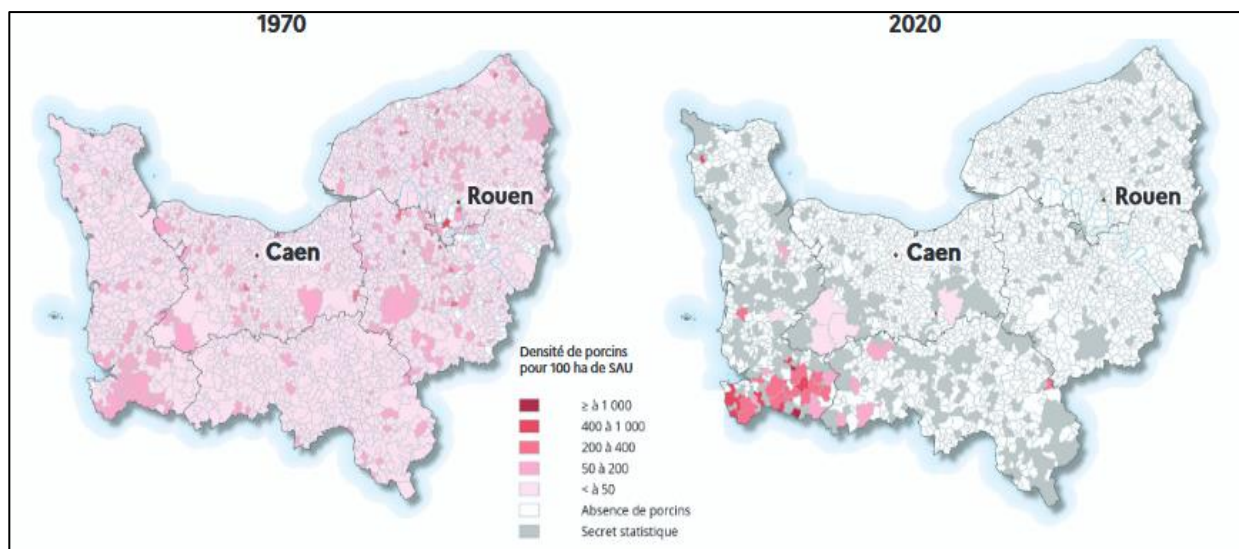 1970
2020
Rouen
Caen
Rouen
Caen
Densité de porcins
pour 100 ha de SAU
≥ à 1 000
400 à 1 000
200 à 400
50 à 200
< à 50
Absence de porcins
Secret statistique